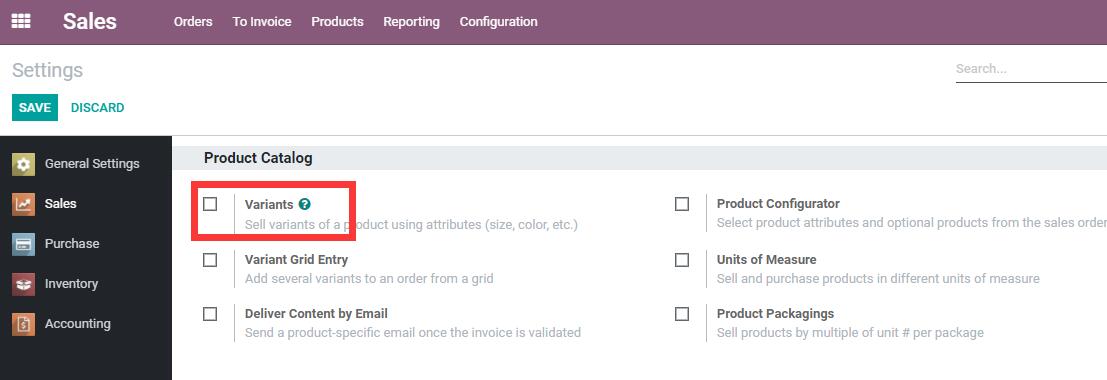 Sales Orders To Invoice Products Reporting Configuration
Settings
Search...
SAVE DISCARD
General Settings
Sales
Purchase
Inventory
Accounting
Product Catalog
Variants ?
Sell variants of a product using attributes (size, color, etc.)
Product Configurator
Select product attributes and optional products from the sales order
Variant Grid Entry
Add several variants to an order from a grid
Units of Measure
Sell and purchase products in different units of measure
Deliver Content by Email
Send a product-specific email once the invoice is validated
Product Packagings
Sell products by multiple of unit # per package